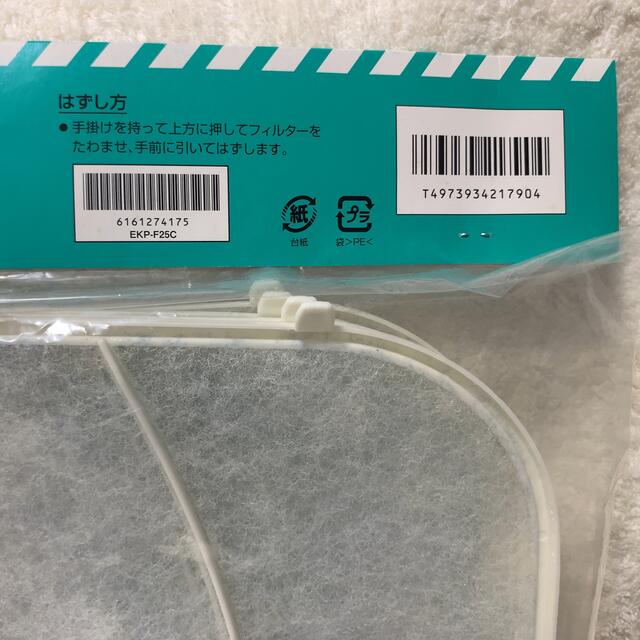 はずし方
● 手掛けを持って上方に押してフィルターを
たわませ、手前に引いてはずします。
6161274175
EKP-F25C
紙
台紙
プラ
袋>PE<
T4973934217904